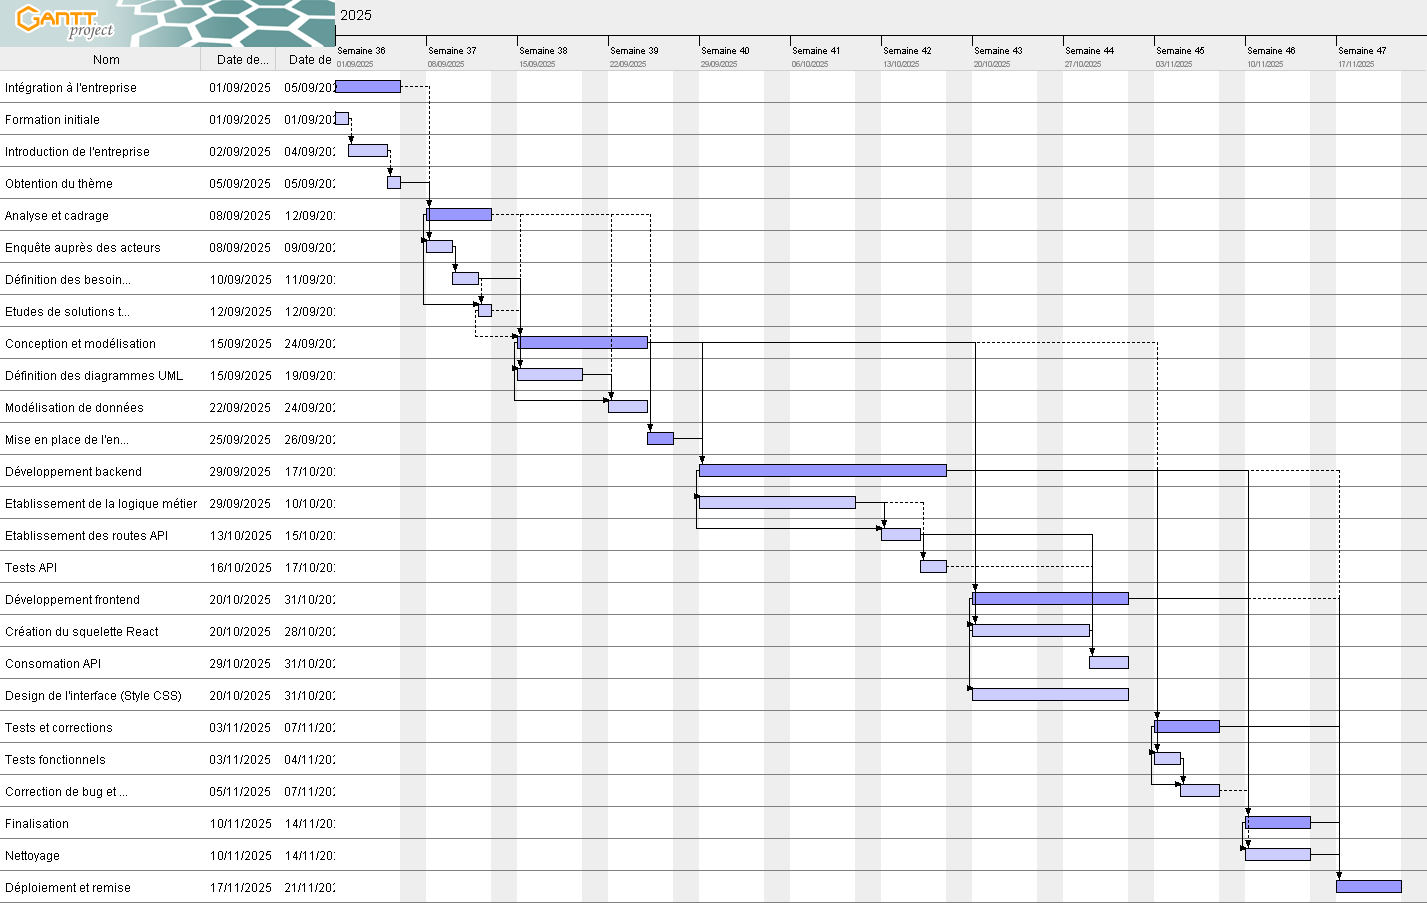 GANTT project
2025
Semaine 36 Semaine 37 Semaine 38 Semaine 39 Semaine 40 Semaine 41 Semaine 42 Semaine 43 Semaine 44 Semaine 45 Semaine 46 Semaine 47
Nom Date de... Date de
01/09/2025 08/09/2025 15/09/2025 22/09/2025 29/09/2025 06/10/2025 13/10/2025 20/10/2025 27/10/2025 03/11/2025 10/11/2025 17/11/2025
Intégration à l'entreprise 01/09/2025 05/09/202
Formation initiale 01/09/2025 01/09/202
Introduction de l'entreprise 02/09/2025 04/09/202
Obtention du thème 05/09/2025 05/09/202
Analyse et cadrage 08/09/2025 12/09/20
Enquête auprès des acteurs 08/09/2025 09/09/202
Définition des besoin... 10/09/2025 11/09/202
Etudes de solutions t... 12/09/2025 12/09/20
Conception et modélisation 15/09/2025 24/09/202
Définition des diagrammes UML 15/09/2025 19/09/20
Modélisation de données 22/09/2025 24/09/202
Mise en place de l'en... 25/09/2025 26/09/202
Développement backend 29/09/2025 17/10/20
Etablissement de la logique métier 29/09/2025 10/10/20
Etablissement des routes API 13/10/2025 15/10/20
Tests API 16/10/2025 17/10/20
Développement frontend 20/10/2025 31/10/202
Création du squelette React 20/10/2025 28/10/202
Consomation API 29/10/2025 31/10/202
Design de l'interface (Style CSS) 20/10/2025 31/10/202
Tests et corrections 03/11/2025 07/11/202
Tests fonctionnels 03/11/2025 04/11/202
Correction de bug et ... 05/11/2025 07/11/202
Finalisation 10/11/2025 14/11/20
Nettoyage 10/11/2025 14/11/20
Déploiement et remise 17/11/2025 21/11/202